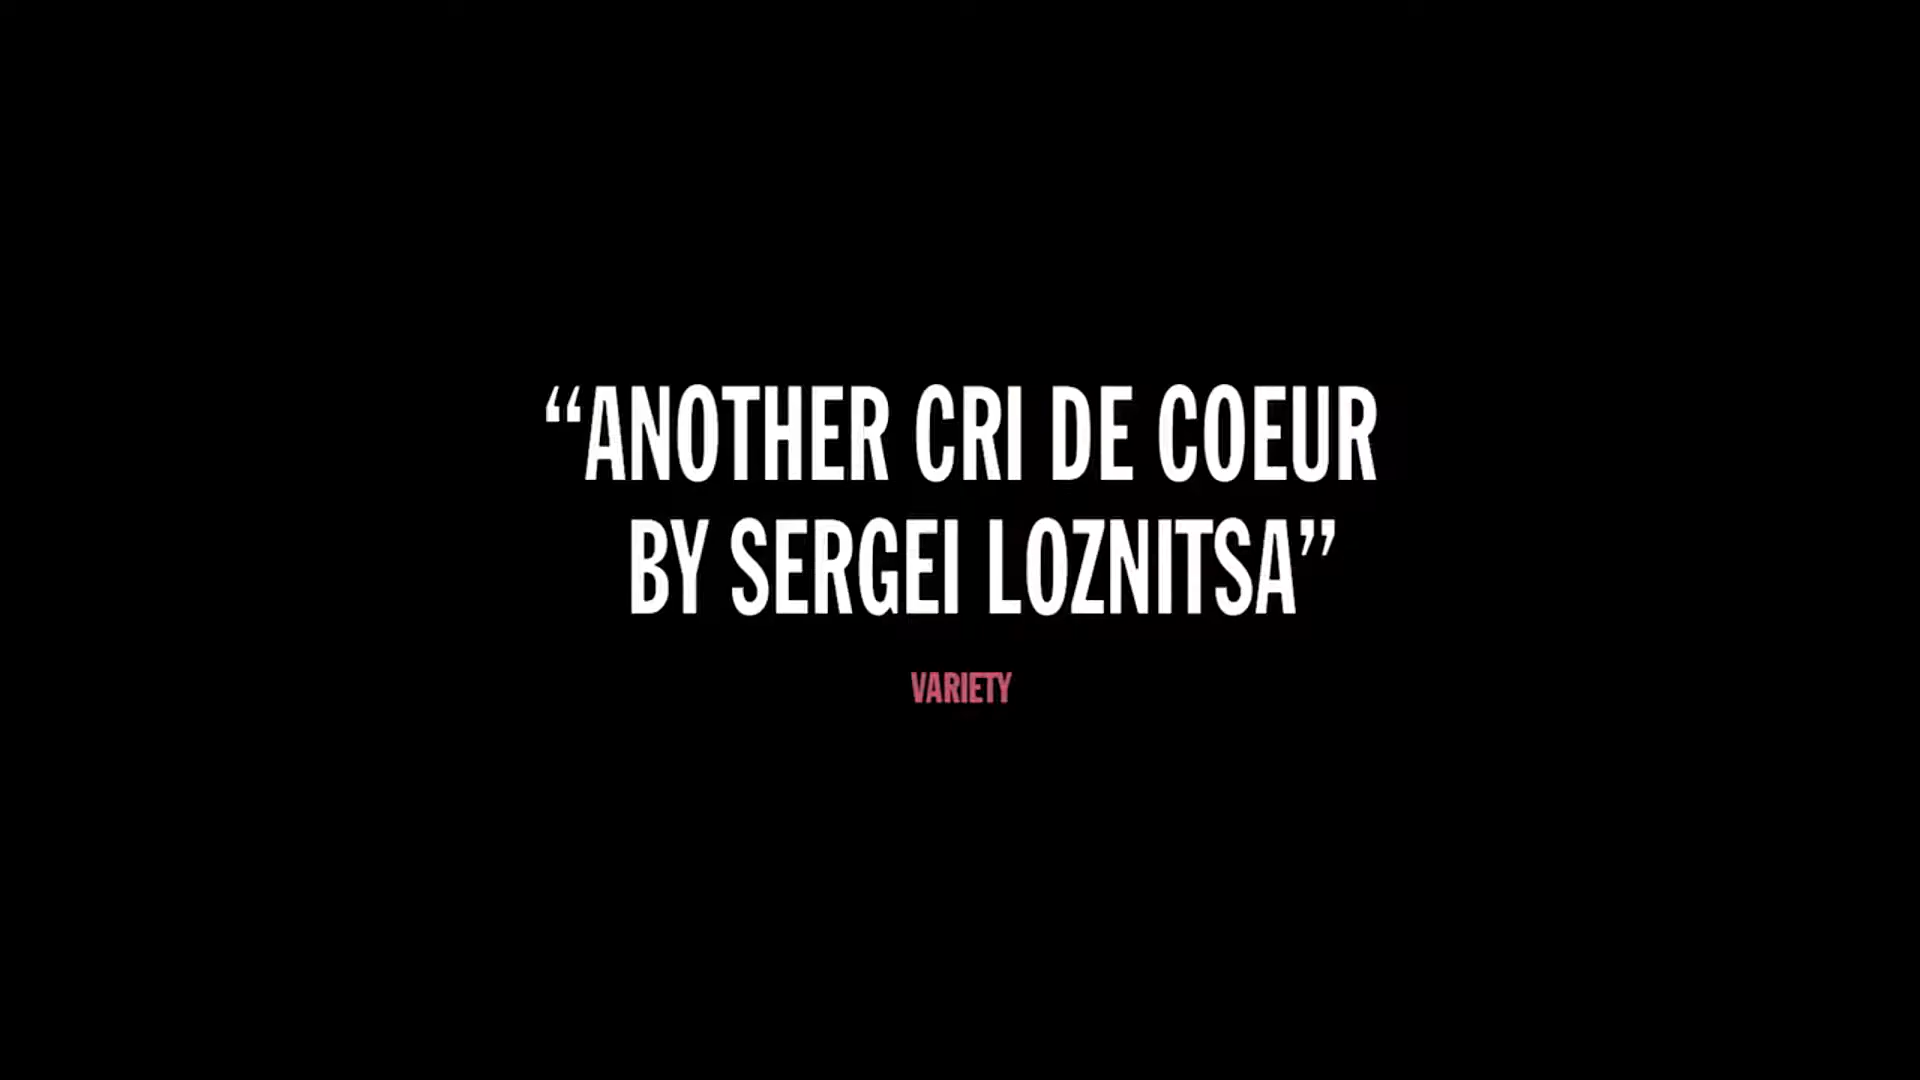 “ANOTHER CRI DE COEUR
BY SERGEI LOZNITSA”
VARIETY